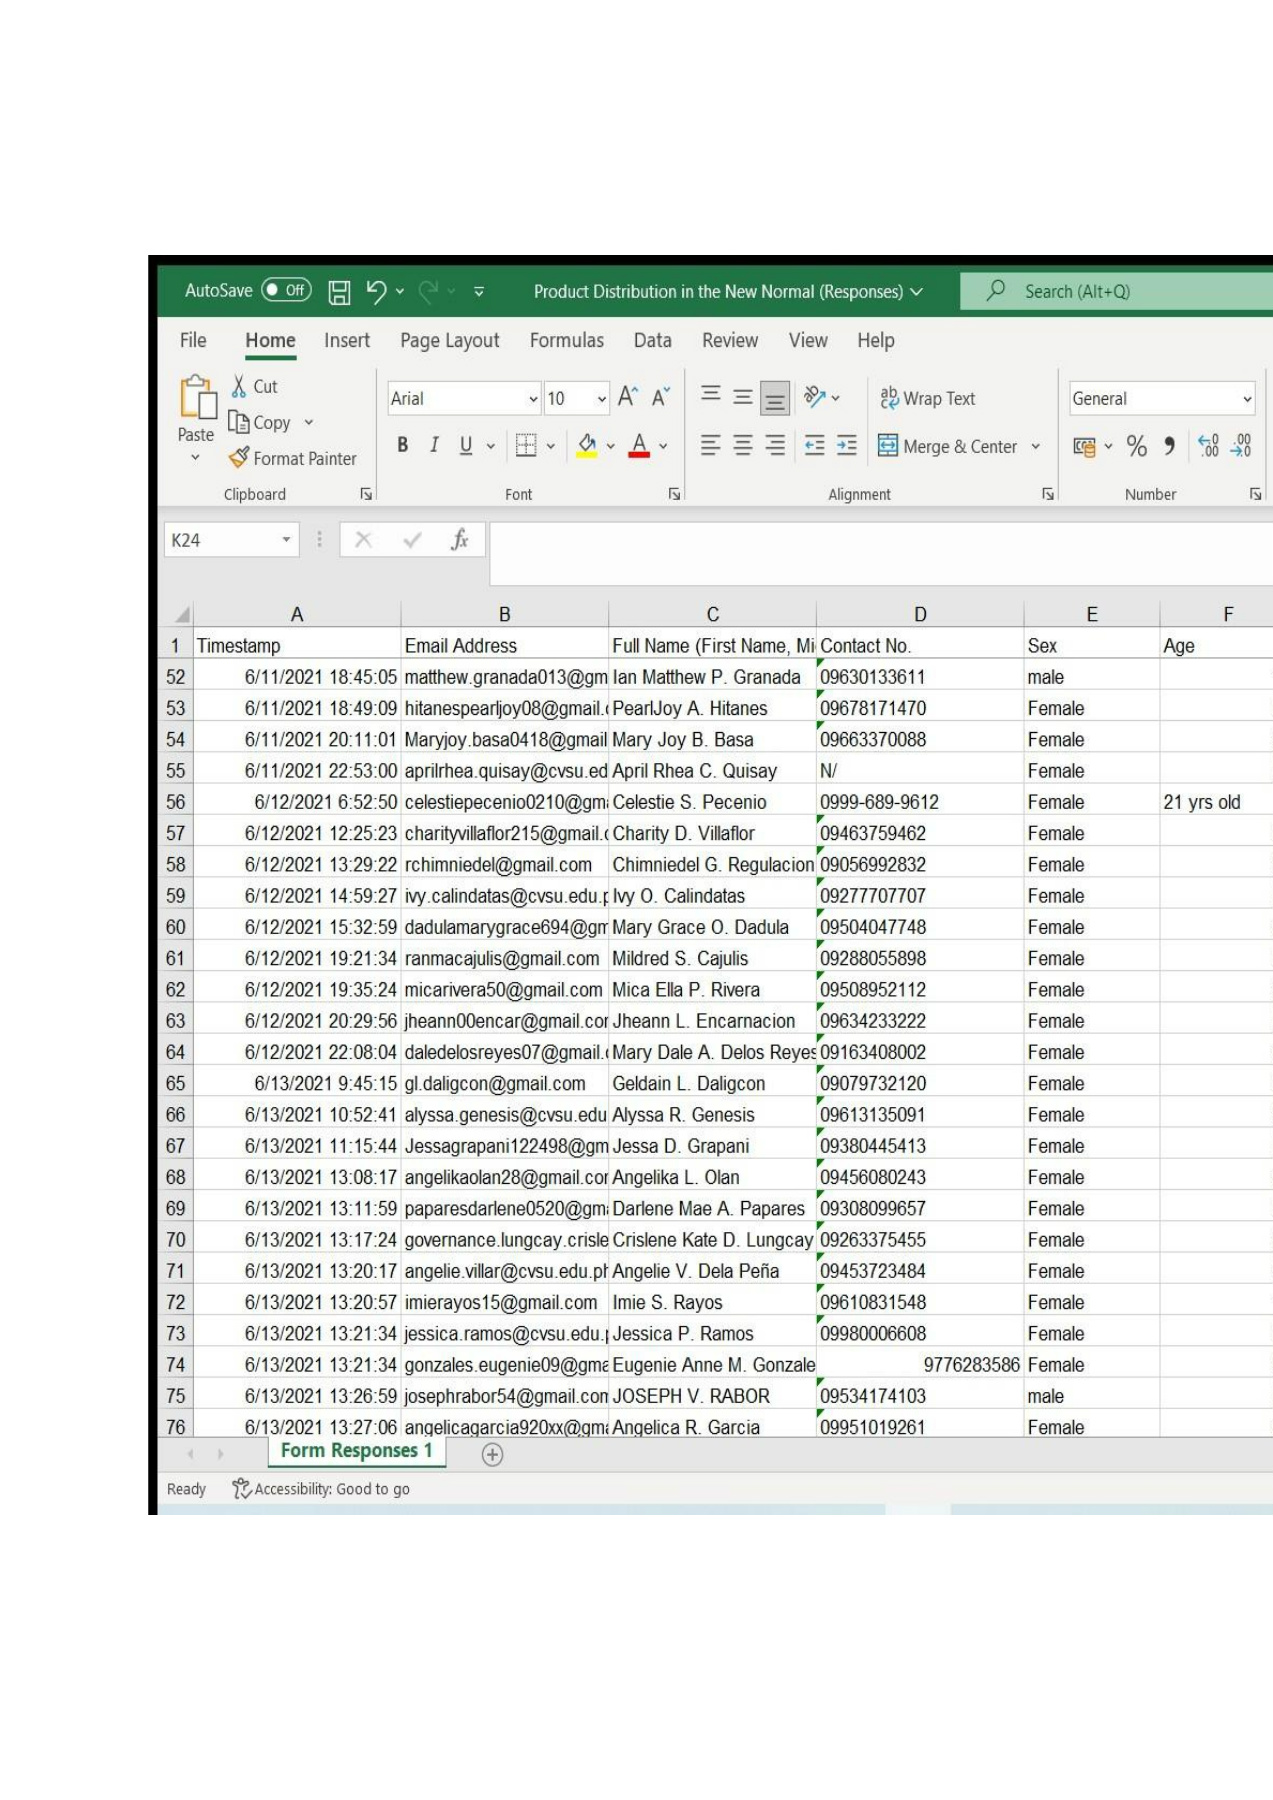 AutoSave Off Product Distribution in the New Normal (Responses) Search (Alt+Q)
File Home Insert Page Layout Formulas Data Review View Help
Cut
Copy
Format Painter
Paste
Arial 10 A A
B I U A
ab Wrap Text
Merge & Center
General
% , .00 .0
Clipboard Font Alignment Number
K24 fx
A B C D E F
1 Timestamp Email Address Full Name (First Name, Mi Contact No. Sex Age
52 6/11/2021 18:45:05 matthew.granada013@gm Ian Matthew P. Granada 09630133611 male
53 6/11/2021 18:49:09 hitanespearljoy08@gmail. PearlJoy A. Hitanes 09678171470 Female
54 6/11/2021 20:11:01 Maryjoy.basa0418@gmail Mary Joy B. Basa 09663370088 Female
55 6/11/2021 22:53:00 aprilrhea.quisay@cvsu.ed April Rhea C. Quisay N/ Female
56 6/12/2021 6:52:50 celestiepecenio0210@gm Celestie S. Pecenio 0999-689-9612 Female 21 yrs old
57 6/12/2021 12:25:23 charityvillaflor215@gmail. Charity D. Villaflor 09463759462 Female
58 6/12/2021 13:29:22 rchimniedel@gmail.com Chimniedel G. Regulacion 09056992832 Female
59 6/12/2021 14:59:27 ivy.calindatas@cvsu.edu.p Ivy O. Calindatas 09277707707 Female
60 6/12/2021 15:32:59 dadulamarygrace694@gm Mary Grace O. Dadula 09504047748 Female
61 6/12/2021 19:21:34 ranmacajulis@gmail.com Mildred S. Cajulis 09288055898 Female
62 6/12/2021 19:35:24 micarivera50@gmail.com Mica Ella P. Rivera 09508952112 Female
63 6/12/2021 20:29:56 jheann00encar@gmail.cor Jheann L. Encarnacion 09634233222 Female
64 6/12/2021 22:08:04 daledelosreyes07@gmail. Mary Dale A. Delos Reyes 09163408002 Female
65 6/13/2021 9:45:15 gl.daligcon@gmail.com Geldain L. Daligcon 09079732120 Female
66 6/13/2021 10:52:41 alyssa.genesis@cvsu.edu Alyssa R. Genesis 09613135091 Female
67 6/13/2021 11:15:44 Jessagrapani122498@gm Jessa D. Grapani 09380445413 Female
68 6/13/2021 13:08:17 angelikaolan28@gmail.cor Angelika L. Olan 09456080243 Female
69 6/13/2021 13:11:59 paparesdarlene0520@gm Darlene Mae A. Papares 09308099657 Female
70 6/13/2021 13:17:24 governance.lungcay.crisle Crislene Kate D. Lungcay 09263375455 Female
71 6/13/2021 13:20:17 angelie.villar@cvsu.edu.ph Angelie V. Dela Peña 09453723484 Female
72 6/13/2021 13:20:57 imierayos15@gmail.com Imie S. Rayos 09610831548 Female
73 6/13/2021 13:21:34 jessica.ramos@cvsu.edu. Jessica P. Ramos 09980006608 Female
74 6/13/2021 13:21:34 gonzales.eugenie09@gma Eugenie Anne M. Gonzale 9776283586 Female
75 6/13/2021 13:26:59 josephrabor54@gmail.con JOSEPH V. RABOR 09534174103 male
76 6/13/2021 13:27:06 angelicagarcia920xx@gm Angelica R. Garcia 09951019261 Female
Form Responses 1
Ready Accessibility: Good to go